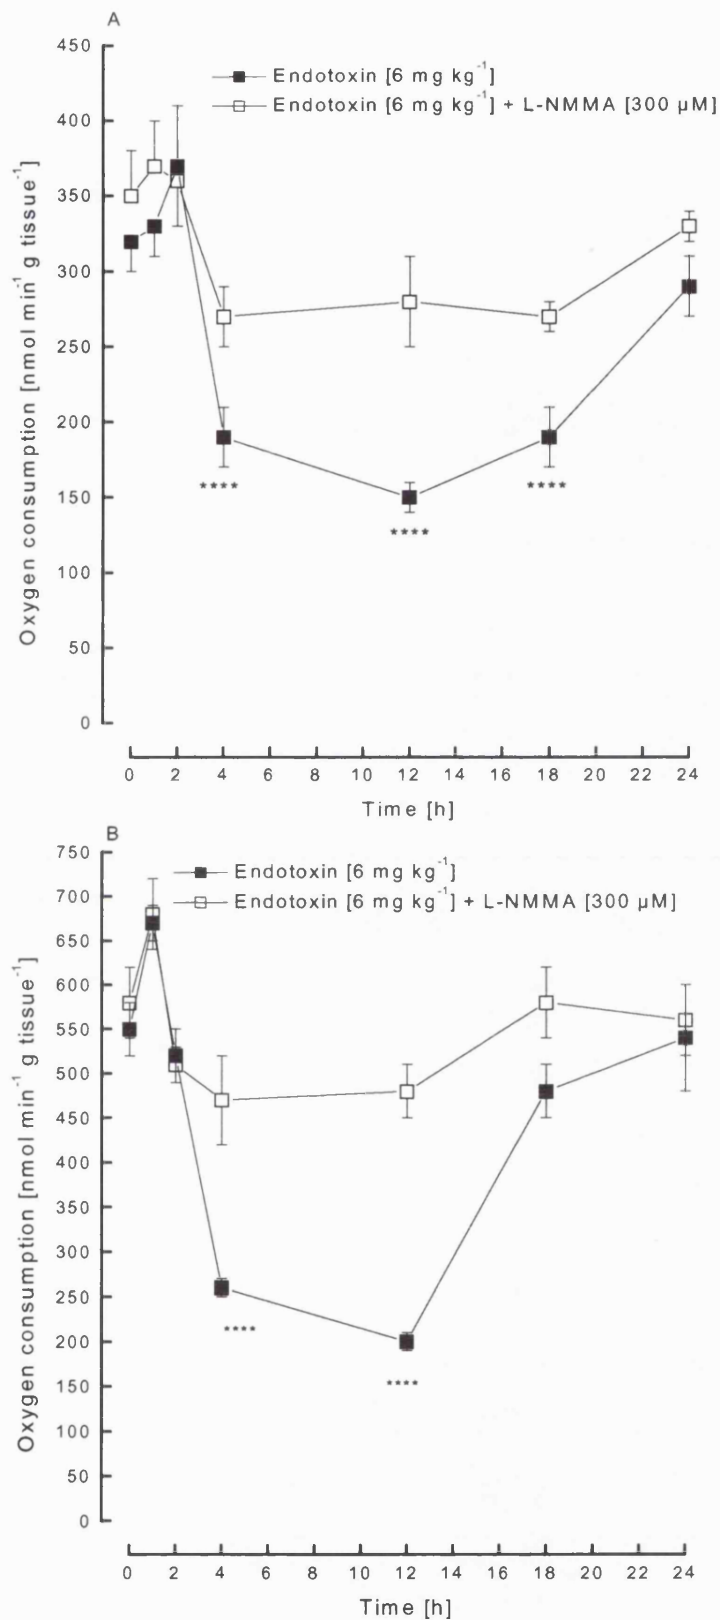 A
Endotoxin [6 mg kg⁻¹]
Endotoxin [6 mg kg⁻¹] + L-NMMA [300 µM]
Oxygen consumption [nmol min⁻¹ g tissue⁻¹]
450
400
350
300
250
200
150
100
50
0
****
****
****
0 2 4 6 8 10 12 14 16 18 20 22 24
Time [h]
B
Endotoxin [6 mg kg⁻¹]
Endotoxin [6 mg kg⁻¹] + L-NMMA [300 µM]
Oxygen consumption [nmol min⁻¹ g tissue⁻¹]
750
700
650
600
550
500
450
400
350
300
250
200
150
100
50
0
****
****
0 2 4 6 8 10 12 14 16 18 20 22 24
Time [h]